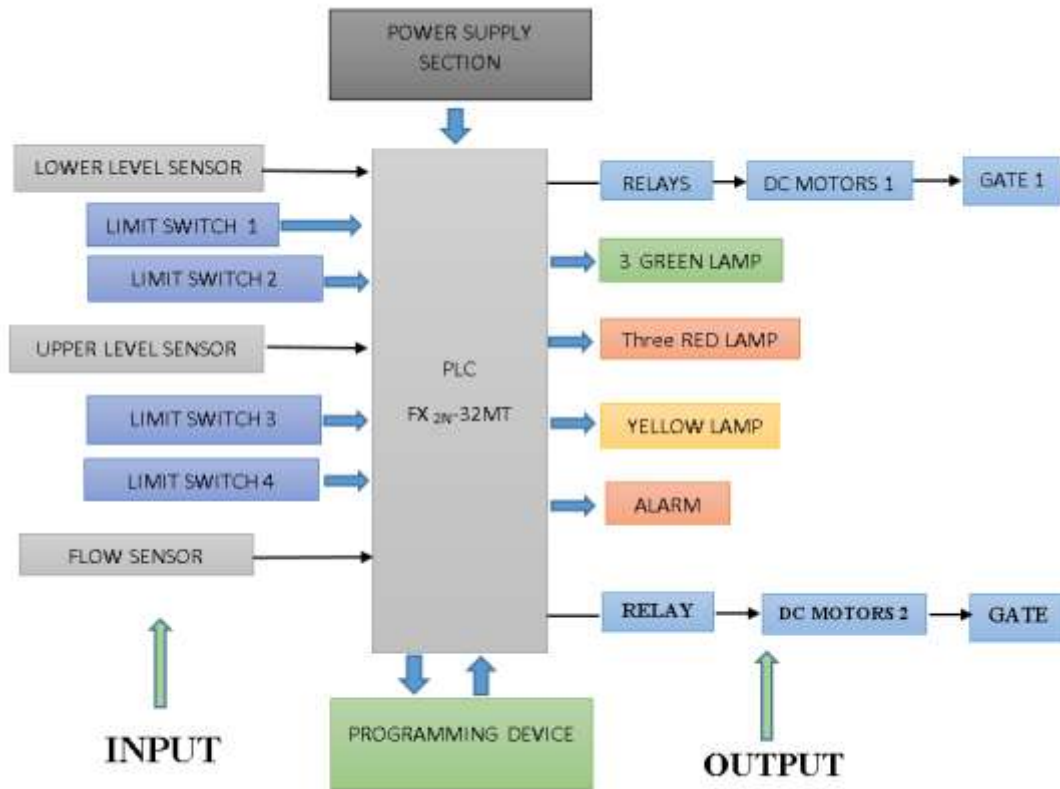 POWER SUPPLY
SECTION
LOWER LEVEL SENSOR
LIMIT SWITCH 1
LIMIT SWITCH 2
UPPER LEVEL SENSOR
LIMIT SWITCH 3
LIMIT SWITCH 4
FLOW SENSOR
INPUT
PLC
FX 2N-32MT
PROGRAMMING DEVICE
RELAYS
DC MOTORS 1
GATE 1
3 GREEN LAMP
Three RED LAMP
YELLOW LAMP
ALARM
RELAY
DC MOTORS 2
GATE
OUTPUT